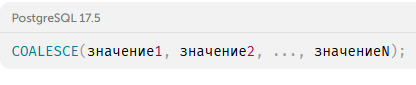 PostgreSQL 17.5
COALESCE(значение1, значение2, ..., значениеN);